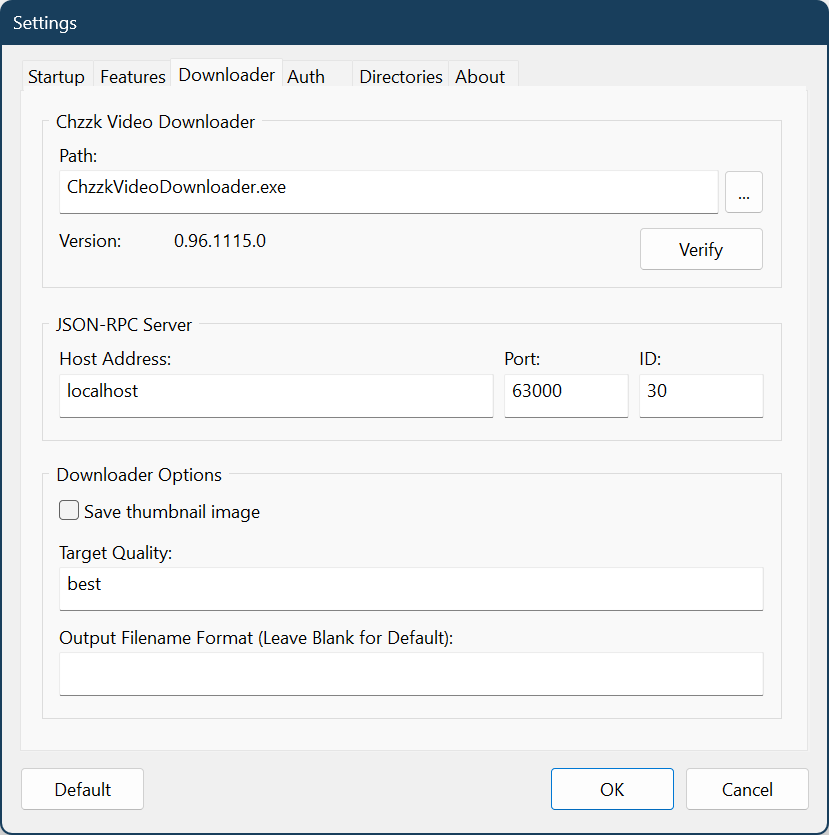 Settings
Startup Features Downloader Auth Directories About
Chzzk Video Downloader
Path:
ChzzkVideoDownloader.exe ...
Version: 0.96.1115.0
Verify
JSON-RPC Server
Host Address: Port: ID:
localhost 63000 30
Downloader Options
Save thumbnail image
Target Quality:
best
Output Filename Format (Leave Blank for Default):
Default OK Cancel